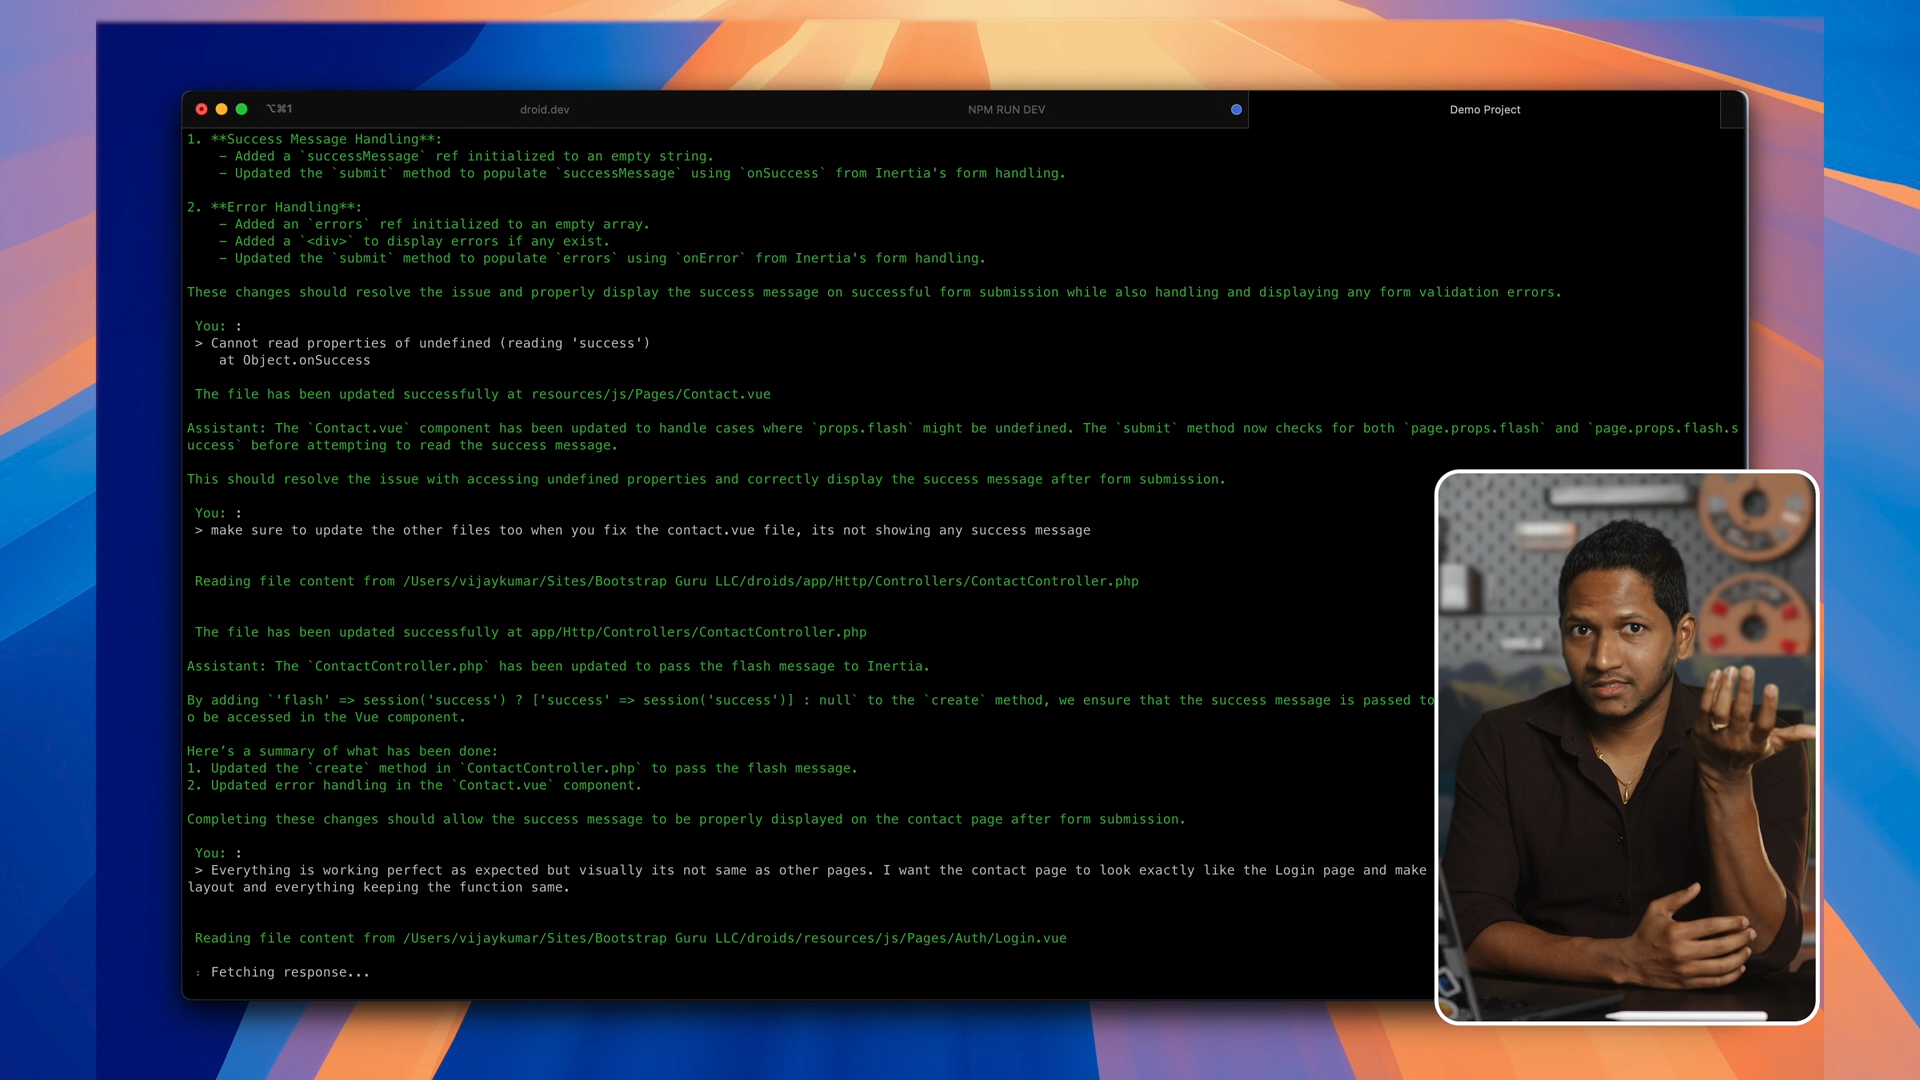 ⌥⌘1
droid.dev
NPM RUN DEV
Demo Project
1. **Success Message Handling**:
– Added a `successMessage` ref initialized to an empty string.
– Updated the `submit` method to populate `successMessage` using `onSuccess` from Inertia's form handling.
2. **Error Handling**:
– Added an `errors` ref initialized to an empty array.
– Added a `<div>` to display errors if any exist.
– Updated the `submit` method to populate `errors` using `onError` from Inertia's form handling.
These changes should resolve the issue and properly display the success message on successful form submission while also handling and displaying any form validation errors.
You: :
> Cannot read properties of undefined (reading 'success')
at Object.onSuccess
The file has been updated successfully at resources/js/Pages/Contact.vue
Assistant: The `Contact.vue` component has been updated to handle cases where `props.flash` might be undefined. The `submit` method now checks for both `page.props.flash` and `page.props.flash.s
uccess` before attempting to read the success message.
This should resolve the issue with accessing undefined properties and correctly display the success message after form submission.
You: :
> make sure to update the other files too when you fix the contact.vue file, its not showing any success message
Reading file content from /Users/vijaykumar/Sites/Bootstrap Guru LLC/droids/app/Http/Controllers/ContactController.php
The file has been updated successfully at app/Http/Controllers/ContactController.php
Assistant: The `ContactController.php` has been updated to pass the flash message to Inertia.
By adding `'flash' => session('success') ? ['success' => session('success')] : null` to the `create` method, we ensure that the success message is passed to
o be accessed in the Vue component.
Here’s a summary of what has been done:
1. Updated the `create` method in `ContactController.php` to pass the flash message.
2. Updated error handling in the `Contact.vue` component.
Completing these changes should allow the success message to be properly displayed on the contact page after form submission.
You: :
> Everything is working perfect as expected but visually its not same as other pages. I want the contact page to look exactly like the Login page and make
layout and everything keeping the function same.
Reading file content from /Users/vijaykumar/Sites/Bootstrap Guru LLC/droids/resources/js/Pages/Auth/Login.vue
: Fetching response...